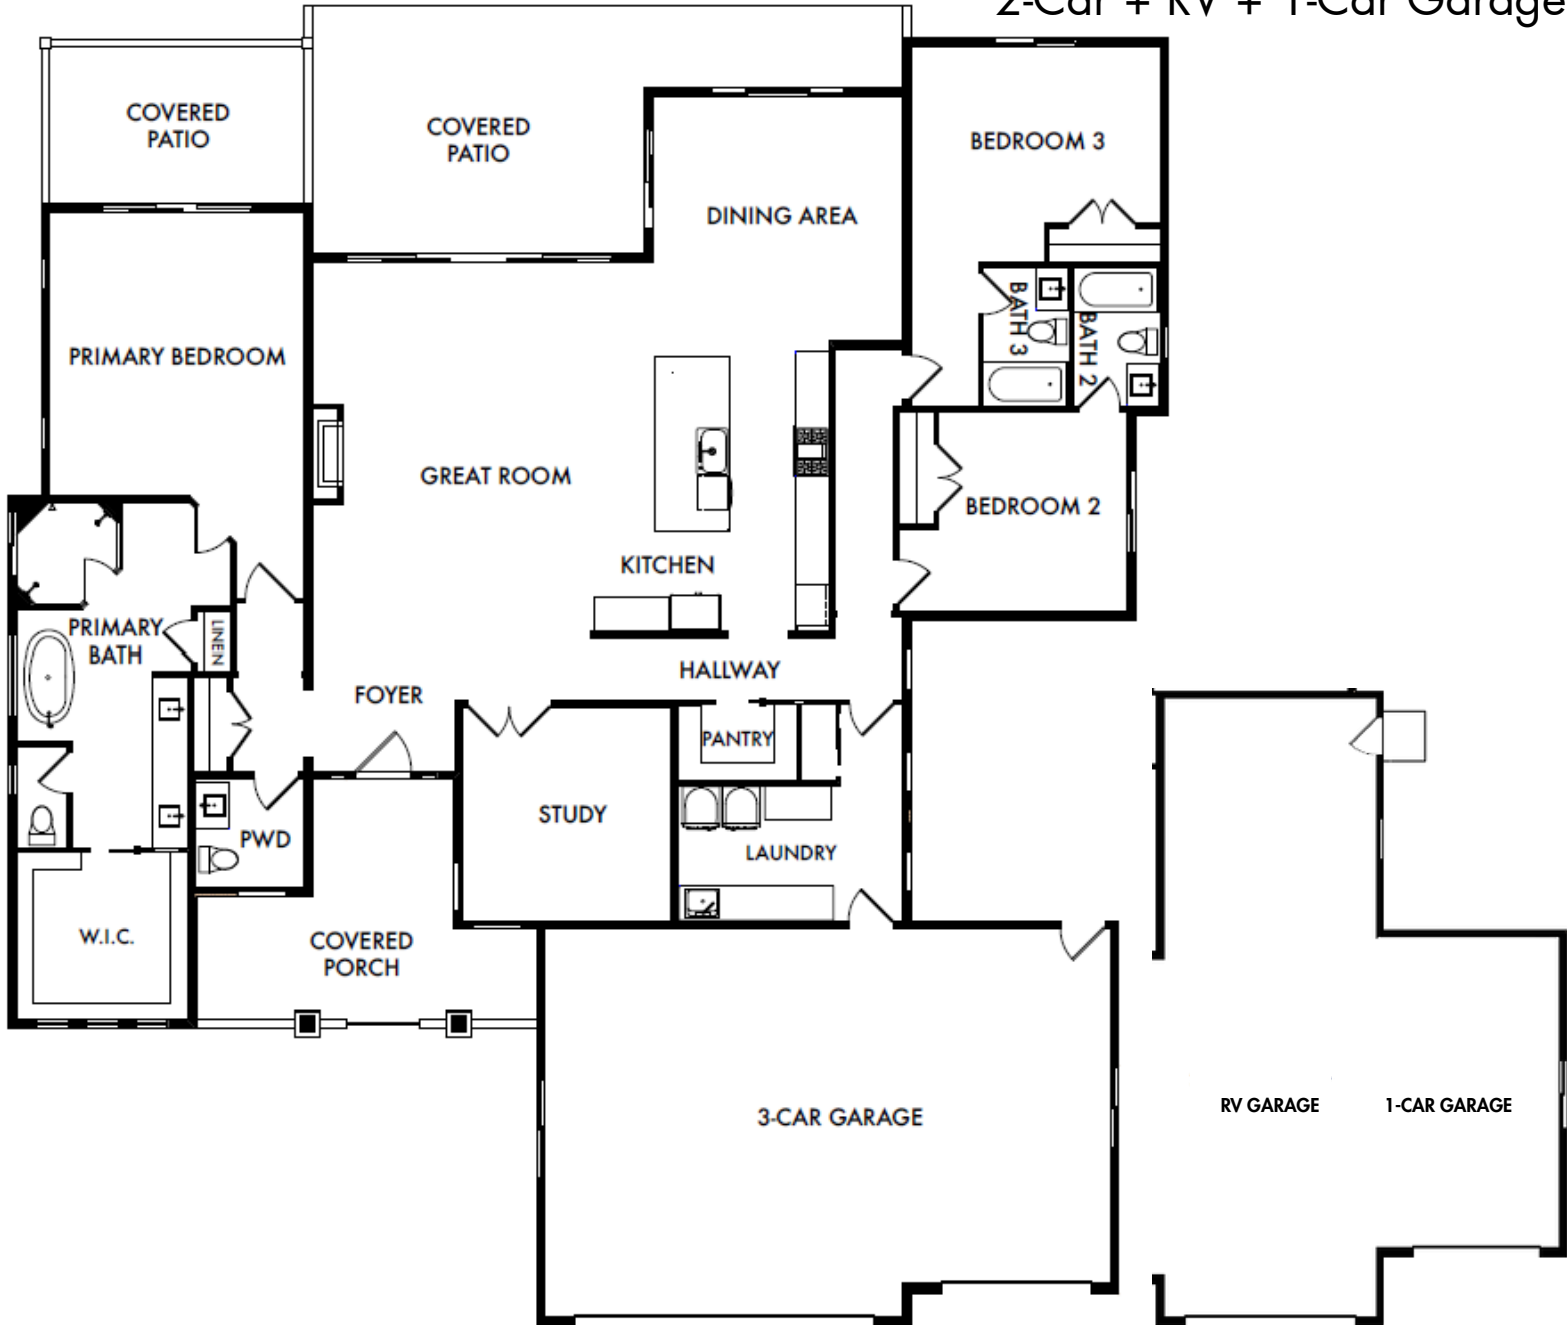 2-Car + RV + 1-Car Garage
COVERED
PATIO
COVERED
PATIO
BEDROOM 3
DINING AREA
BATH 3
BATH 2
PRIMARY BEDROOM
GREAT ROOM
BEDROOM 2
KITCHEN
PRIMARY
BATH
LINEN
HALLWAY
FOYER
PANTRY
STUDY
PWD
LAUNDRY
W.I.C.
COVERED
PORCH
3-CAR GARAGE
RV GARAGE
1-CAR GARAGE